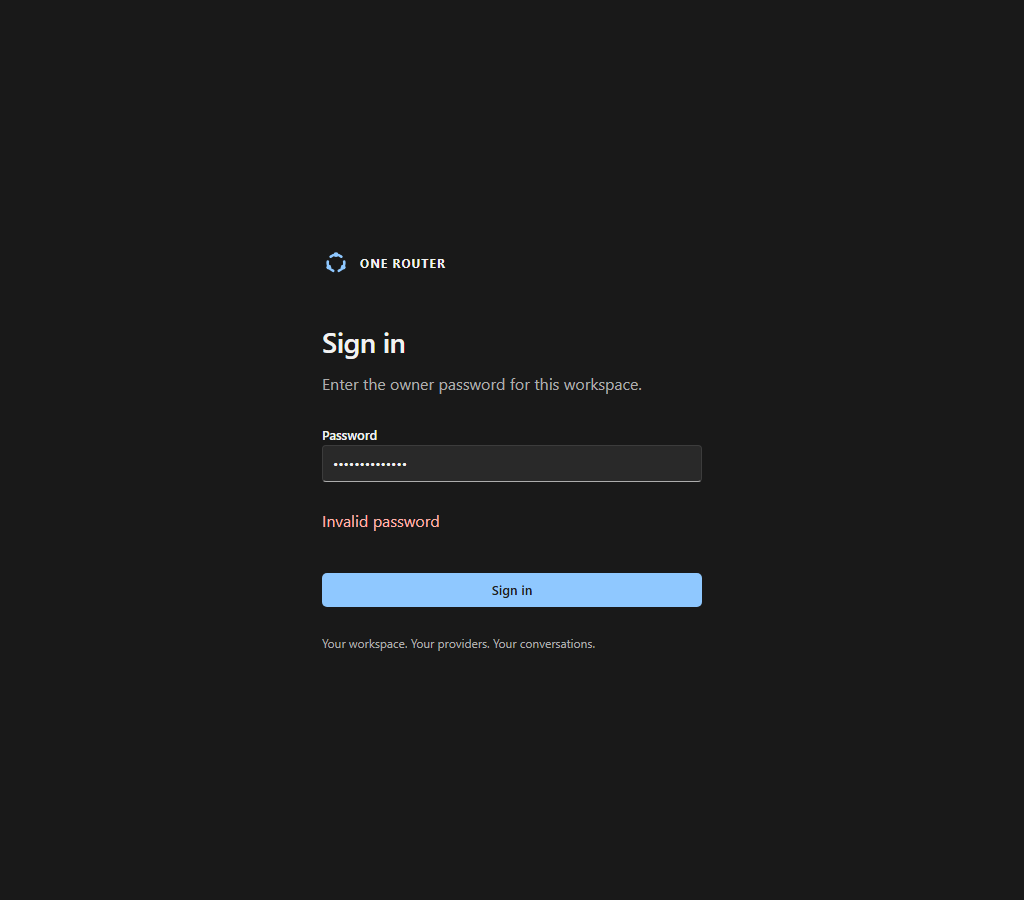 ONE ROUTER
Sign in
Enter the owner password for this workspace.
Password
••••••••••••••
Invalid password
Sign in
Your workspace. Your providers. Your conversations.